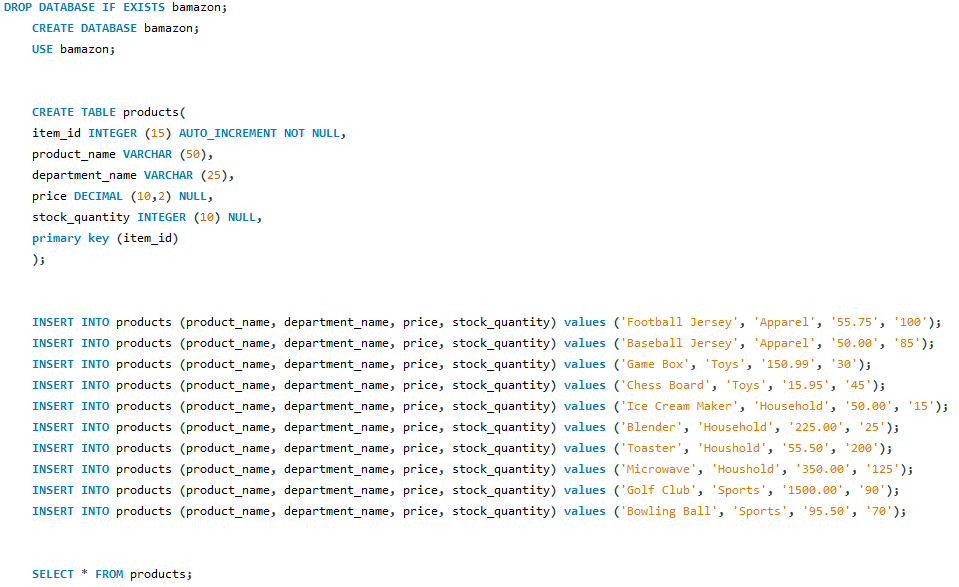 DROP DATABASE IF EXISTS bamazon;
CREATE DATABASE bamazon;
USE bamazon;
CREATE TABLE products(
item_id INTEGER (15) AUTO_INCREMENT NOT NULL,
product_name VARCHAR (50),
department_name VARCHAR (25),
price DECIMAL (10,2) NULL,
stock_quantity INTEGER (10) NULL,
primary key (item_id)
);
INSERT INTO products (product_name, department_name, price, stock_quantity) values ('Football Jersey', 'Apparel', '55.75', '100');
INSERT INTO products (product_name, department_name, price, stock_quantity) values ('Baseball Jersey', 'Apparel', '50.00', '85');
INSERT INTO products (product_name, department_name, price, stock_quantity) values ('Game Box', 'Toys', '150.99', '30');
INSERT INTO products (product_name, department_name, price, stock_quantity) values ('Chess Board', 'Toys', '15.95', '45');
INSERT INTO products (product_name, department_name, price, stock_quantity) values ('Ice Cream Maker', 'Household', '50.00', '15');
INSERT INTO products (product_name, department_name, price, stock_quantity) values ('Blender', 'Household', '225.00', '25');
INSERT INTO products (product_name, department_name, price, stock_quantity) values ('Toaster', 'Houshold', '55.50', '200');
INSERT INTO products (product_name, department_name, price, stock_quantity) values ('Microwave', 'Houshold', '350.00', '125');
INSERT INTO products (product_name, department_name, price, stock_quantity) values ('Golf Club', 'Sports', '1500.00', '90');
INSERT INTO products (product_name, department_name, price, stock_quantity) values ('Bowling Ball', 'Sports', '95.50', '70');
SELECT * FROM products;